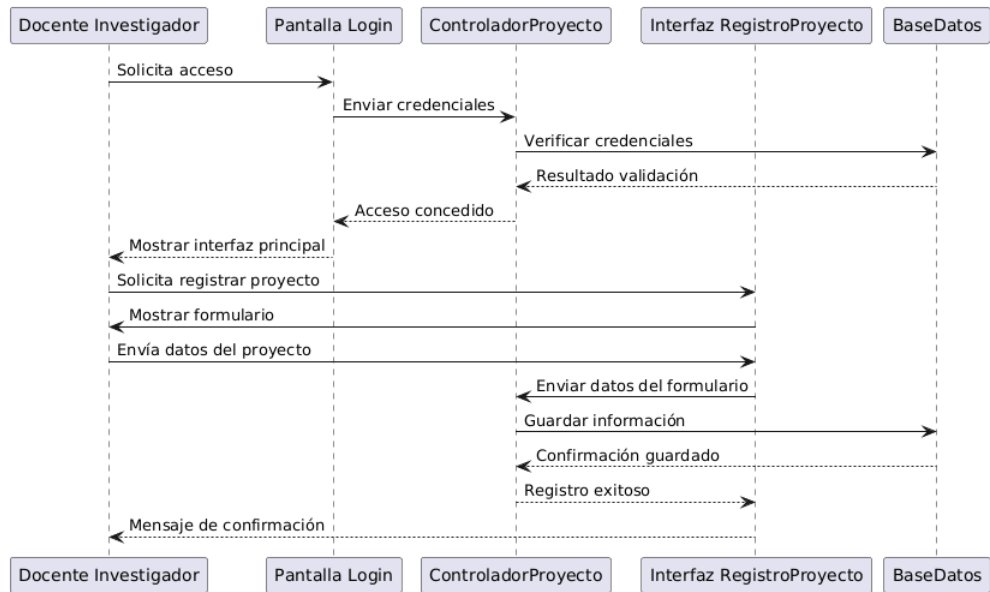 Docente Investigador Pantalla Login ControladorProyecto Interfaz RegistroProyecto BaseDatos
Solicita acceso
Enviar credenciales
Verificar credenciales
Resultado validación
Acceso concedido
Mostrar interfaz principal
Solicita registrar proyecto
Mostrar formulario
Envía datos del proyecto
Enviar datos del formulario
Guardar información
Confirmación guardado
Registro exitoso
Mensaje de confirmación
Docente Investigador Pantalla Login ControladorProyecto Interfaz RegistroProyecto BaseDatos